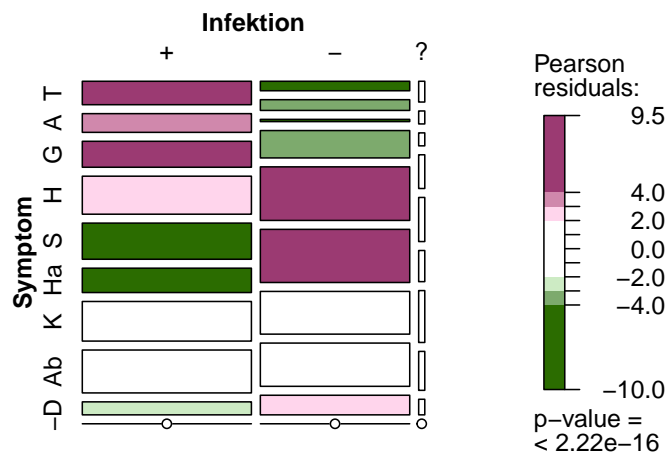 Infektion
+ − ?
Symptom
T
A
G
H
S
Ha
K
Ab
−D
Pearson
residuals:
9.5
4.0
2.0
0.0
−2.0
−4.0
−10.0
p−value =
< 2.22e−16